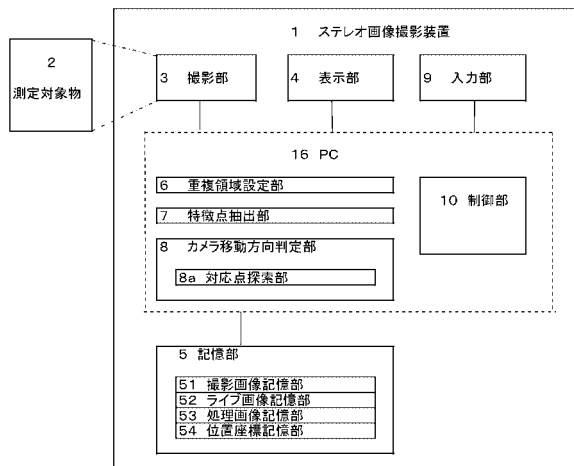 1 ステレオ画像撮影装置
2
測定対象物
3 撮影部
4 表示部
9 入力部
16 PC
6 重複領域設定部
7 特徴点抽出部
8 カメラ移動方向判定部
8a 対応点探索部
10 制御部
5 記憶部
51 撮影画像記憶部
52 ライブ画像記憶部
53 処理画像記憶部
54 位置座標記憶部